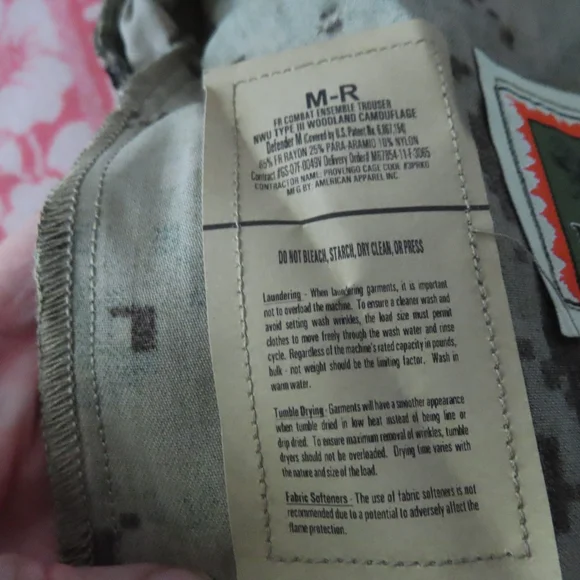 M-R
FR COMBAT ENSEMBLE TROUSER
NWU TYPE III WOODLAND CAMOUFLAGE
Defender M (Covered by U.S. Patent No. 6,867,154)
65% FR RAYON 25% PARA-ARAMID 10% NYLON
Contract #GS-07F-0049V Delivery Order# M67854-11-F-3065
CONTRACTOR NAME: PROVENGO CAGE CODE #3PRK0
MFG BY: AMERICAN APPAREL INC.
DO NOT BLEACH, STARCH, DRY CLEAN, OR PRESS
Laundering - When laundering garments, it is important
not to overload the machine. To ensure a cleaner wash and
avoid setting wash wrinkles, the load size must permit
clothes to move freely through the wash water and rinse
cycle. Regardless of the machine's rated capacity in pounds,
bulk - not weight should be the limiting factor. Wash in
warm water.
Tumble Drying - Garments will have a smoother appearance
when tumble dried in low heat instead of being line or
drip dried. To ensure maximum removal of wrinkles, tumble
dryers should not be overloaded. Drying time varies with
the nature and size of the load.
Fabric Softeners - The use of fabric softeners is not
recommended due to a potential to adversely affect the
flame protection.